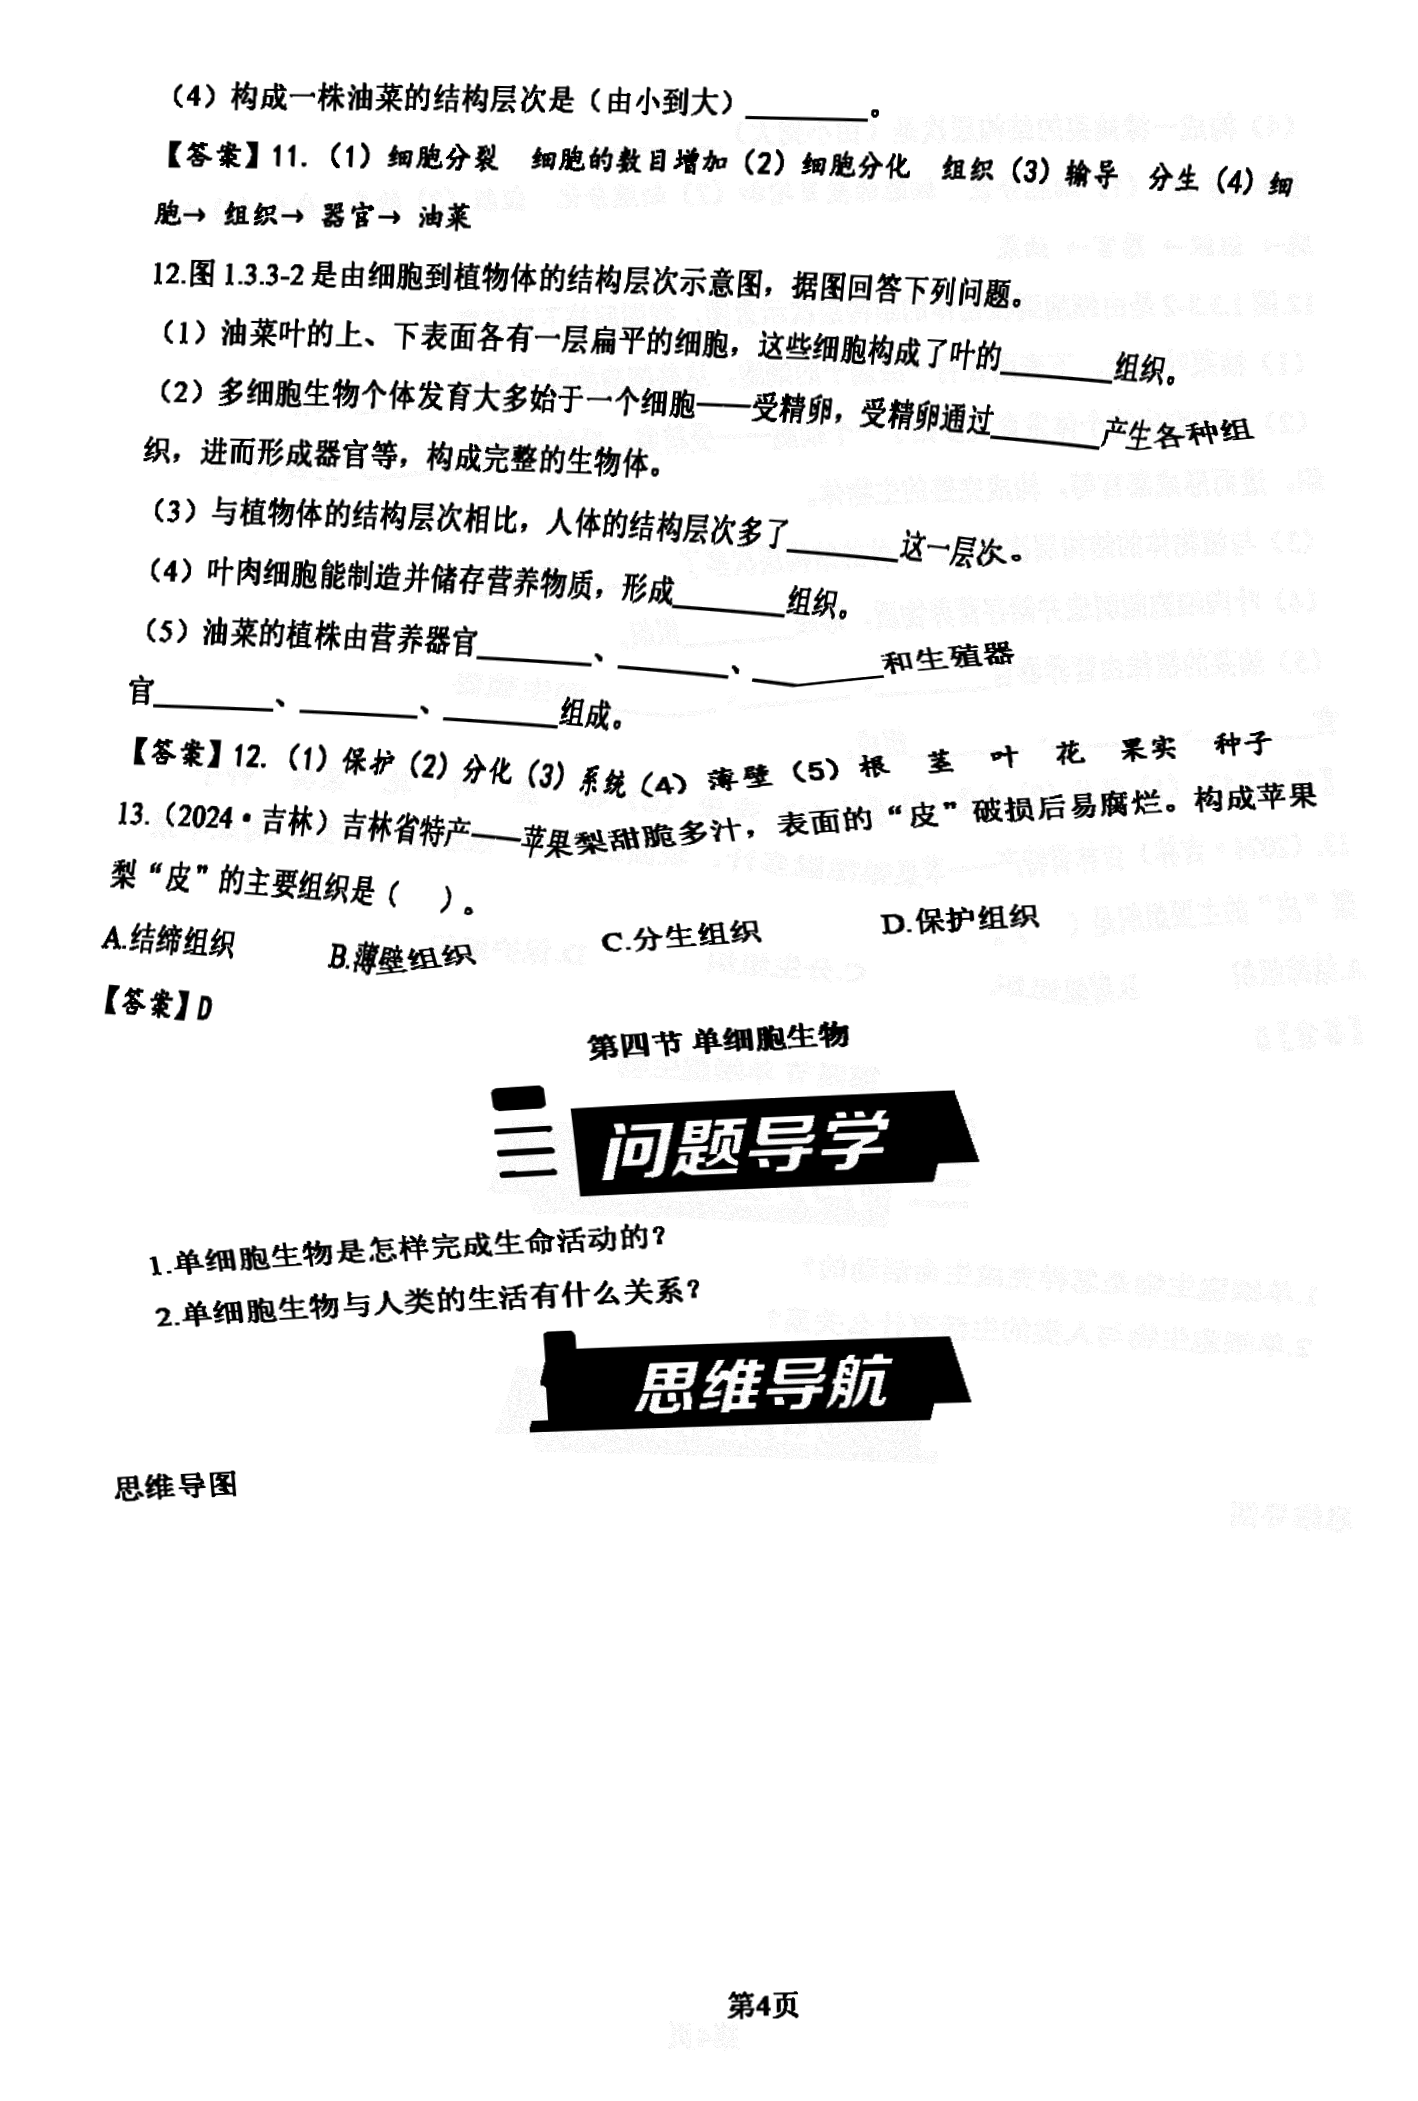 （4）构成一株油菜的结构层次是（由小到大）________。
【答案】11.（1）细胞分裂　细胞的数目增加（2）细胞分化　组织（3）输导　分生（4）细
胞→ 组织→ 器官→ 油菜
12.图 1.3.3-2 是由细胞到植物体的结构层次示意图，据图回答下列问题。
（1）油菜叶的上、下表面各有一层扁平的细胞，这些细胞构成了叶的________组织。
（2）多细胞生物个体发育大多始于一个细胞——受精卵，受精卵通过________产生各种组
织，进而形成器官等，构成完整的生物体。
（3）与植物体的结构层次相比，人体的结构层次多了________这一层次。
（4）叶肉细胞能制造并储存营养物质，形成________组织。
（5）油菜的植株由营养器官________、________、________和生殖器
官________、________、________组成。
【答案】12.（1）保护（2）分化（3）系统（4）薄壁（5）根　茎　叶　花　果实　种子
13.（2024·吉林）吉林省特产——苹果梨甜脆多汁，表面的“皮”破损后易腐烂。构成苹果
梨“皮”的主要组织是（　）。
A.结缔组织　B.薄壁组织　C.分生组织　D.保护组织
【答案】D
第四节 单细胞生物
问题导学
1.单细胞生物是怎样完成生命活动的？
2.单细胞生物与人类的生活有什么关系？
思维导航
思维导图
第4页